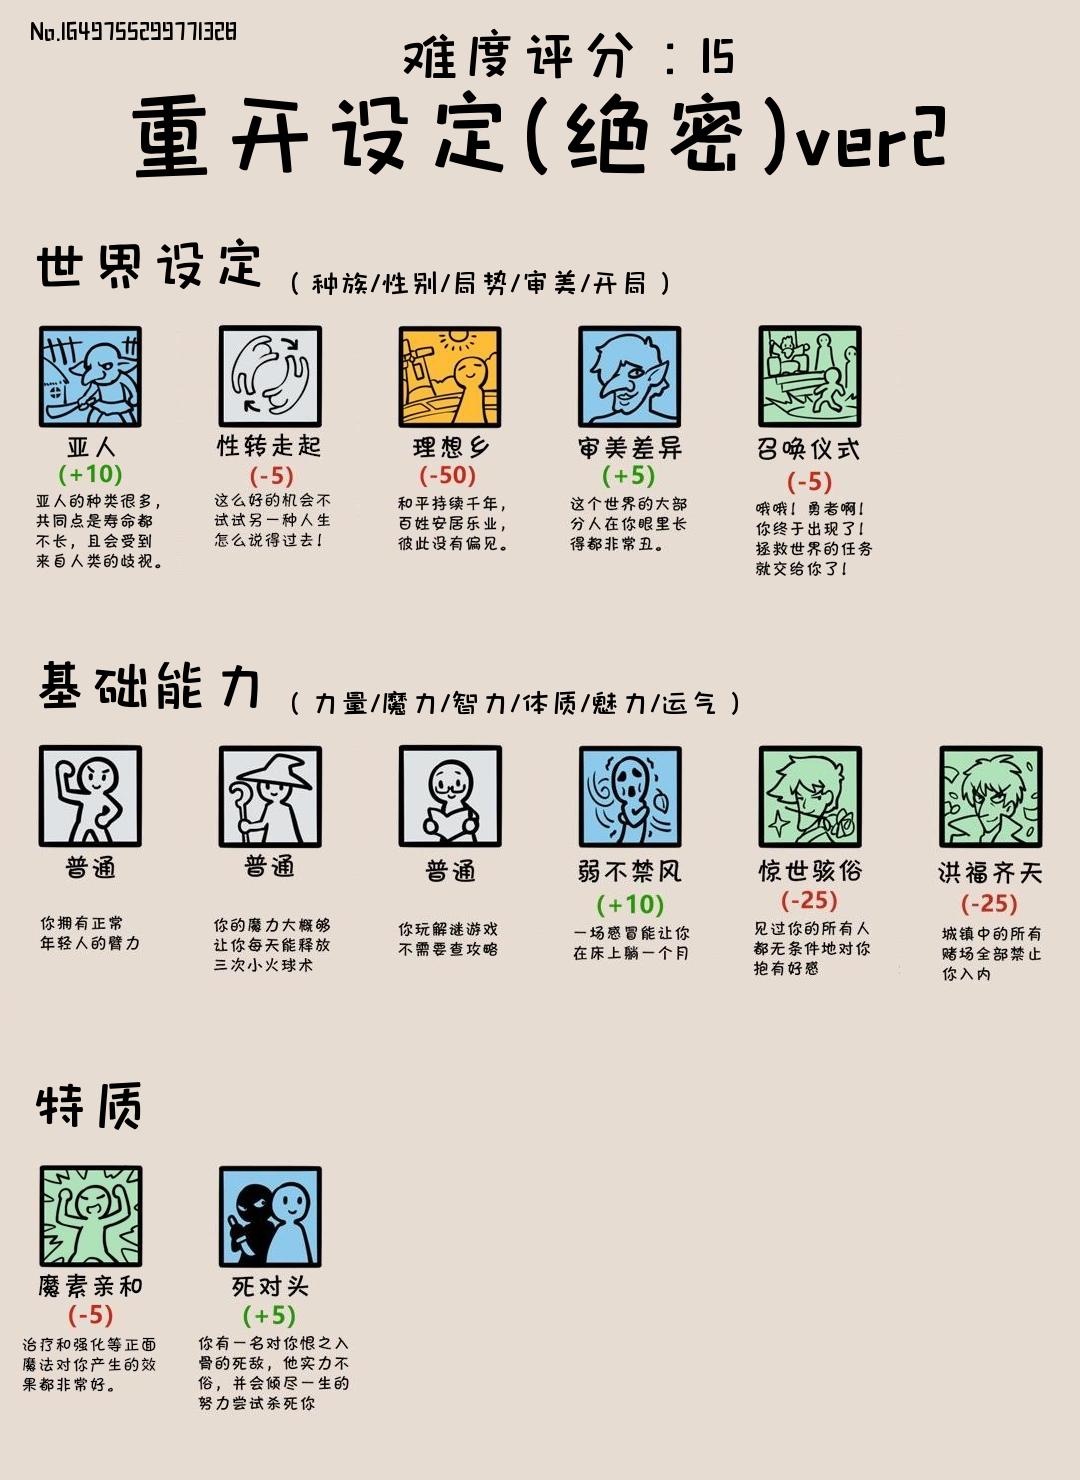 No.1649755299771328
难度评分：15
重开设定(绝密)ver2
世界设定（种族/性别/局势/审美/开局）
亚人
(+10)
亚人的种类很多，
共同点是寿命都
不长，且会受到
来自人类的歧视。
性转走起
(-5)
这么好的机会不
试试另一种人生
怎么说得过去！
理想乡
(-50)
和平持续千年，
百姓安居乐业，
彼此没有偏见。
审美差异
(+5)
这个世界的大部
分人在你眼里长
得都非常丑。
召唤仪式
(-5)
哦哦！勇者啊！
你终于出现了！
拯救世界的任务
就交给你了！
基础能力（力量/魔力/智力/体质/魅力/运气）
普通
你拥有正常
年轻人的臂力
普通
你的魔力大概够
让你每天能释放
三次小火球术
普通
你玩解谜游戏
不需要查攻略
弱不禁风
(+10)
一场感冒能让你
在床上躺一个月
惊世骇俗
(-25)
见过你的所有人
都无条件地对你
抱有好感
洪福齐天
(-25)
城镇中的所有
赌场全部禁止
你入内
特质
魔素亲和
(-5)
治疗和强化等正面
魔法对你产生的效
果都非常好。
死对头
(+5)
你有一名对你恨之入
骨的死敌，他实力不
俗，并会倾尽一生的
努力尝试杀死你